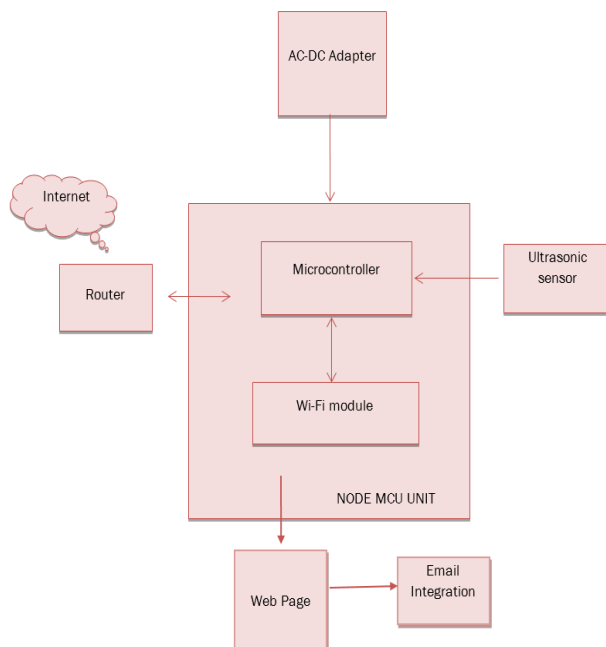 AC-DC Adapter
Internet
Router
Microcontroller
Ultrasonic
sensor
Wi-Fi module
NODE MCU UNIT
Web Page
Email
Integration